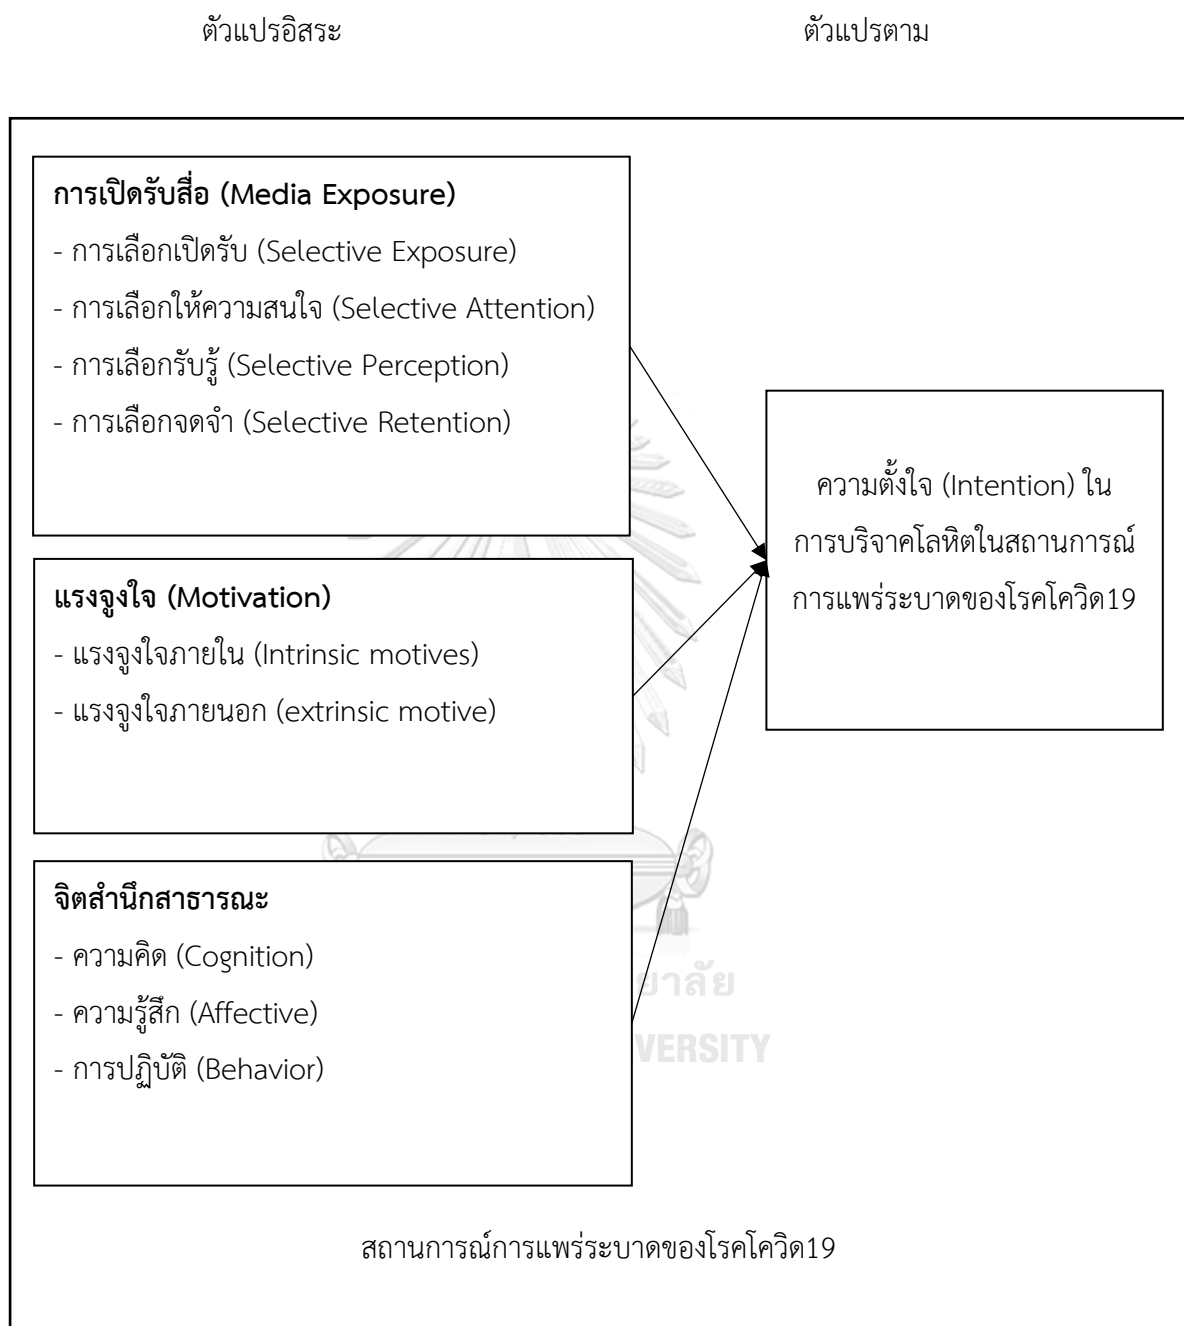 ตัวแปรอิสระ
ตัวแปรตาม
การเปิดรับสื่อ (Media Exposure)
- การเลือกเปิดรับ (Selective Exposure)
- การเลือกให้ความสนใจ (Selective Attention)
- การเลือกรับรู้ (Selective Perception)
- การเลือกจดจำ (Selective Retention)
แรงจูงใจ (Motivation)
- แรงจูงใจภายใน (Intrinsic motives)
- แรงจูงใจภายนอก (extrinsic motive)
จิตสำนึกสาธารณะ
- ความคิด (Cognition)
- ความรู้สึก (Affective)
- การปฏิบัติ (Behavior)
ความตั้งใจ (Intention) ใน
การบริจาคโลหิตในสถานการณ์
การแพร่ระบาดของโรคโควิด19
ยาลัย
VERSITY
สถานการณ์การแพร่ระบาดของโรคโควิด19